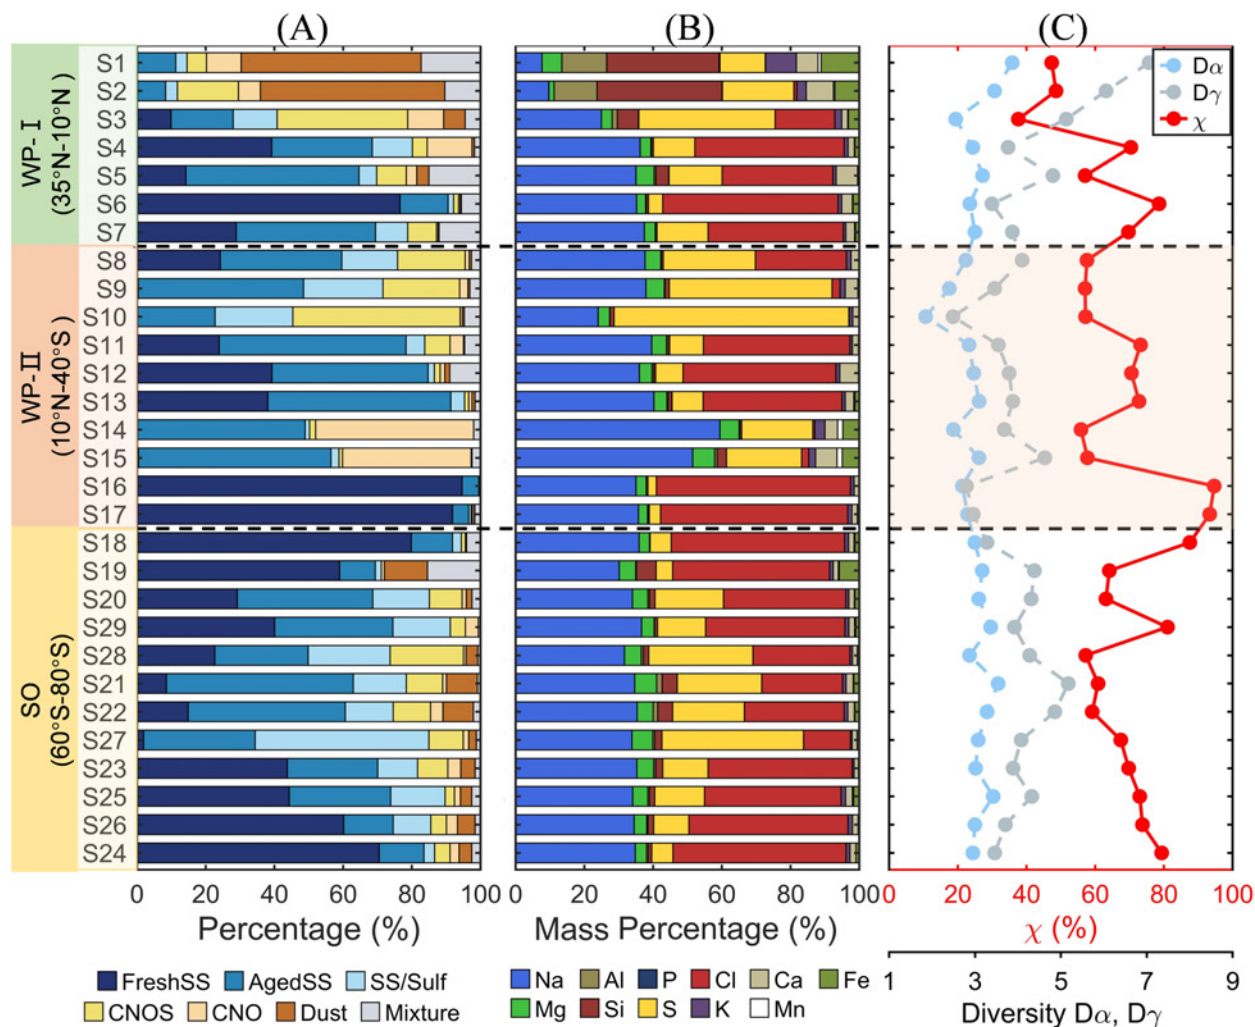 (A) (B) (C)
WP-I
(35°N-10°N)
S1
S2
S3
S4
S5
S6
S7
WP-II
(10°N-40°S)
S8
S9
S10
S11
S12
S13
S14
S15
S16
S17
SO
(60°S-80°S)
S18
S19
S20
S29
S28
S21
S22
S27
S23
S25
S26
S24
Dα
Dγ
χ
0 20 40 60 80 100
Percentage (%)
0 20 40 60 80 100
Mass Percentage (%)
0 20 40 60 80 100
χ (%)
1 3 5 7 9
Diversity Dα, Dγ
FreshSS AgedSS SS/Sulf
CNOS CNO Dust Mixture
Na Al P Cl Ca Fe
Mg Si S K Mn